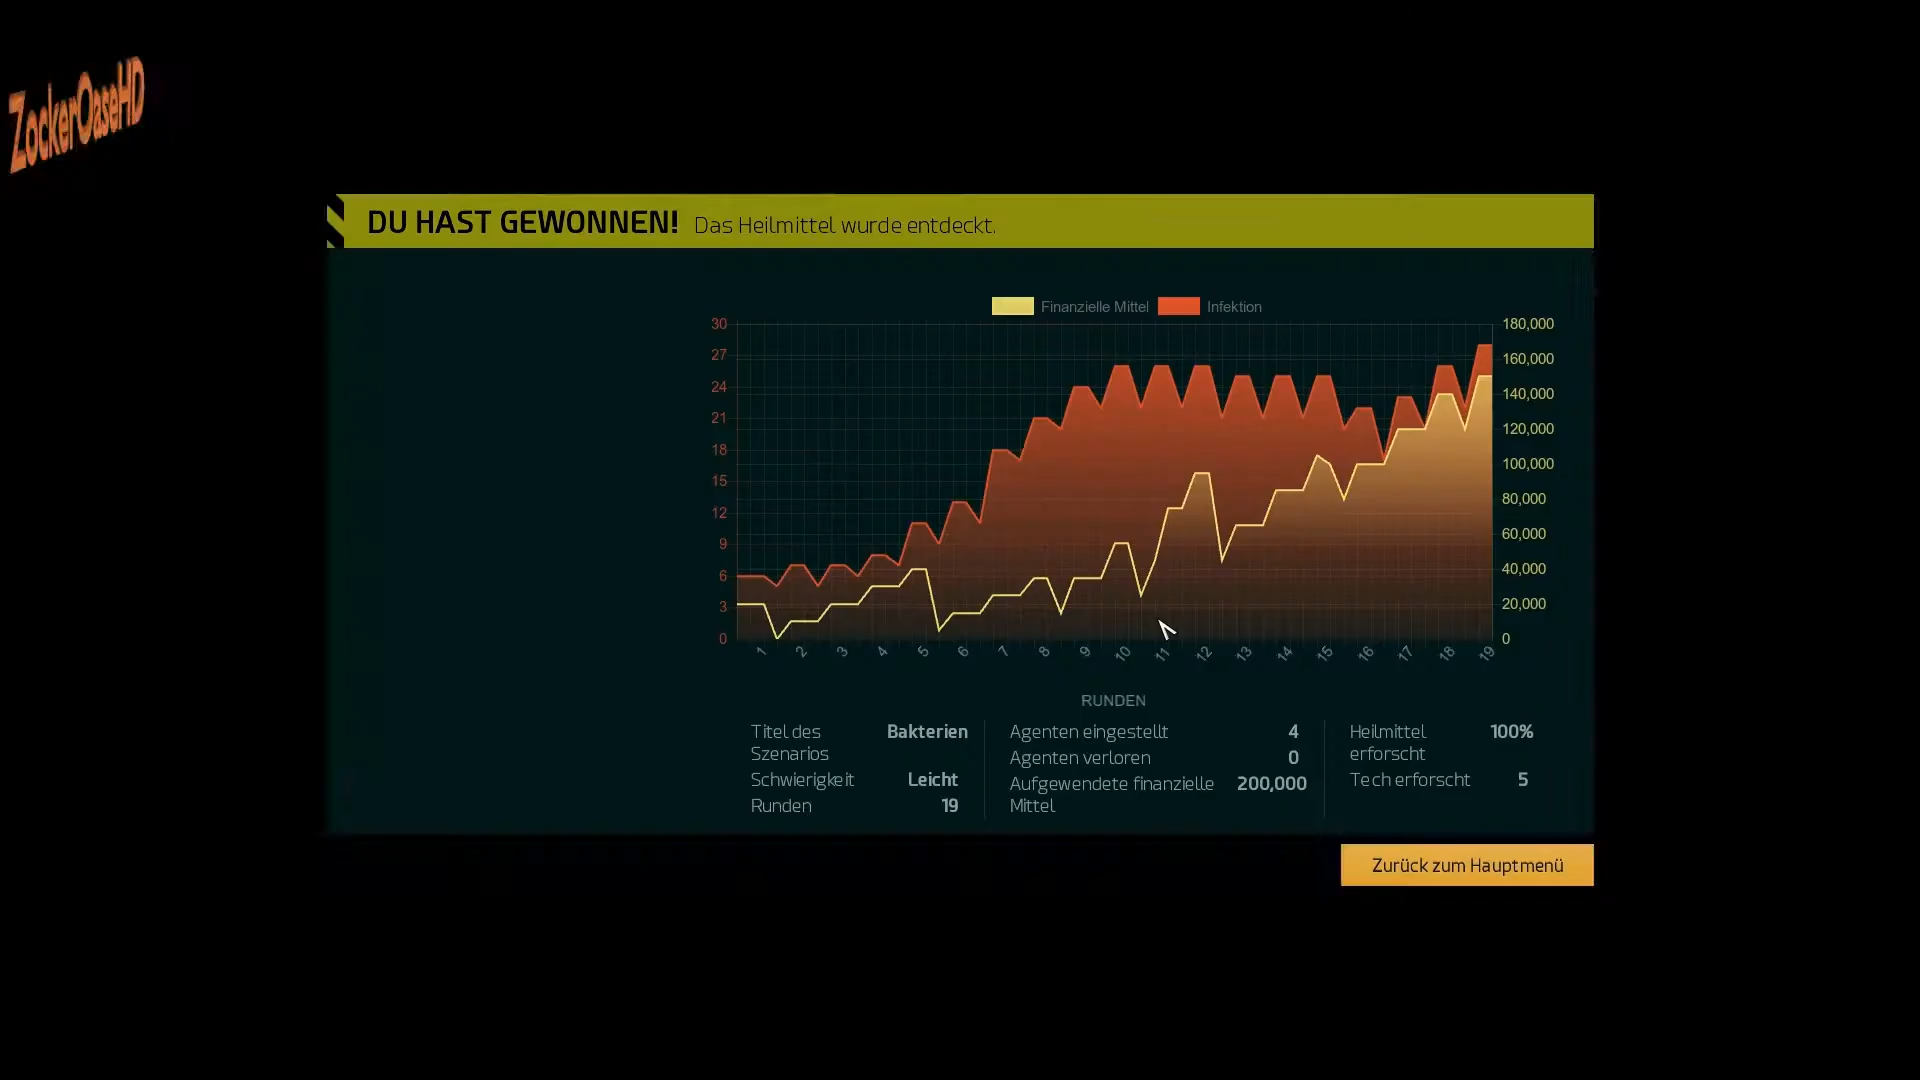 ZockerOaseHD
DU HAST GEWONNEN! Das Heilmittel wurde entdeckt.
Finanzielle Mittel Infektion
30 180,000
27 160,000
24 140,000
21 120,000
18 100,000
15 80,000
12 60,000
9 40,000
6 20,000
3 0
0
1 2 3 4 5 6 7 8 9 10 11 12 13 14 15 16 17 18 19
RUNDEN
Titel des Szenarios Bakterien
Schwierigkeit Leicht
Runden 19
Agenten eingestellt 4
Agenten verloren 0
Aufgewendete finanzielle 200,000
Mittel
Heilmittel 100%
erforscht
Tech erforscht 5
Zurück zum Hauptmenü